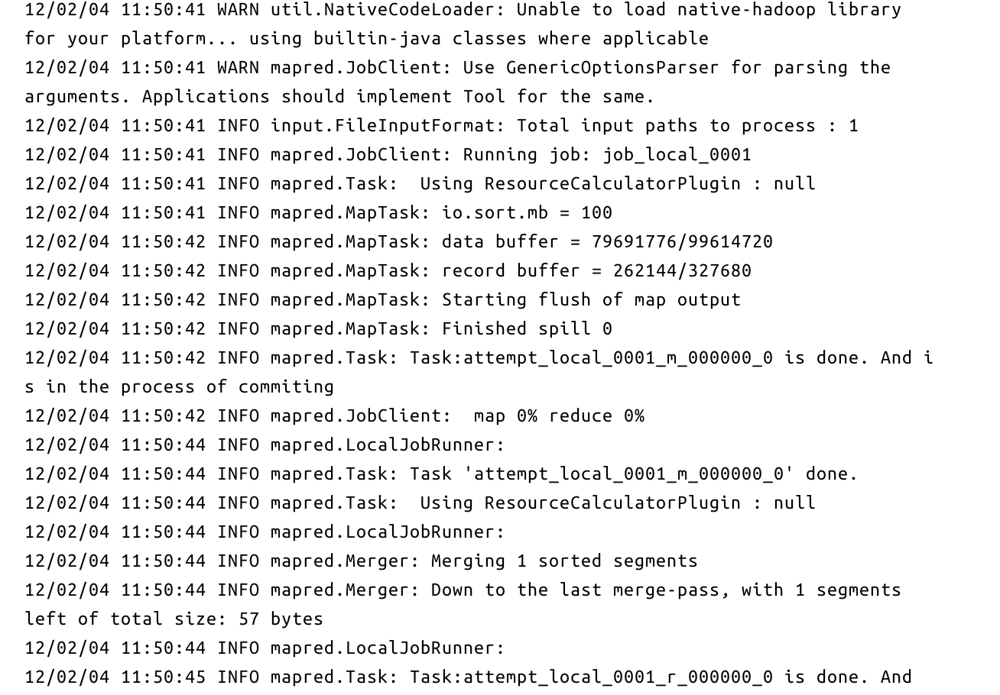 12/02/04 11:50:41 WARN util.NativeCodeLoader: Unable to load native-hadoop library
for your platform... using builtin-java classes where applicable
12/02/04 11:50:41 WARN mapred.JobClient: Use GenericOptionsParser for parsing the
arguments. Applications should implement Tool for the same.
12/02/04 11:50:41 INFO input.FileInputFormat: Total input paths to process : 1
12/02/04 11:50:41 INFO mapred.JobClient: Running job: job_local_0001
12/02/04 11:50:41 INFO mapred.Task:  Using ResourceCalculatorPlugin : null
12/02/04 11:50:41 INFO mapred.MapTask: io.sort.mb = 100
12/02/04 11:50:42 INFO mapred.MapTask: data buffer = 79691776/99614720
12/02/04 11:50:42 INFO mapred.MapTask: record buffer = 262144/327680
12/02/04 11:50:42 INFO mapred.MapTask: Starting flush of map output
12/02/04 11:50:42 INFO mapred.MapTask: Finished spill 0
12/02/04 11:50:42 INFO mapred.Task: Task:attempt_local_0001_m_000000_0 is done. And i
s in the process of commiting
12/02/04 11:50:42 INFO mapred.JobClient:  map 0% reduce 0%
12/02/04 11:50:44 INFO mapred.LocalJobRunner:
12/02/04 11:50:44 INFO mapred.Task: Task 'attempt_local_0001_m_000000_0' done.
12/02/04 11:50:44 INFO mapred.Task:  Using ResourceCalculatorPlugin : null
12/02/04 11:50:44 INFO mapred.LocalJobRunner:
12/02/04 11:50:44 INFO mapred.Merger: Merging 1 sorted segments
12/02/04 11:50:44 INFO mapred.Merger: Down to the last merge-pass, with 1 segments
left of total size: 57 bytes
12/02/04 11:50:44 INFO mapred.LocalJobRunner:
12/02/04 11:50:45 INFO mapred.Task: Task:attempt_local_0001_r_000000_0 is done. And